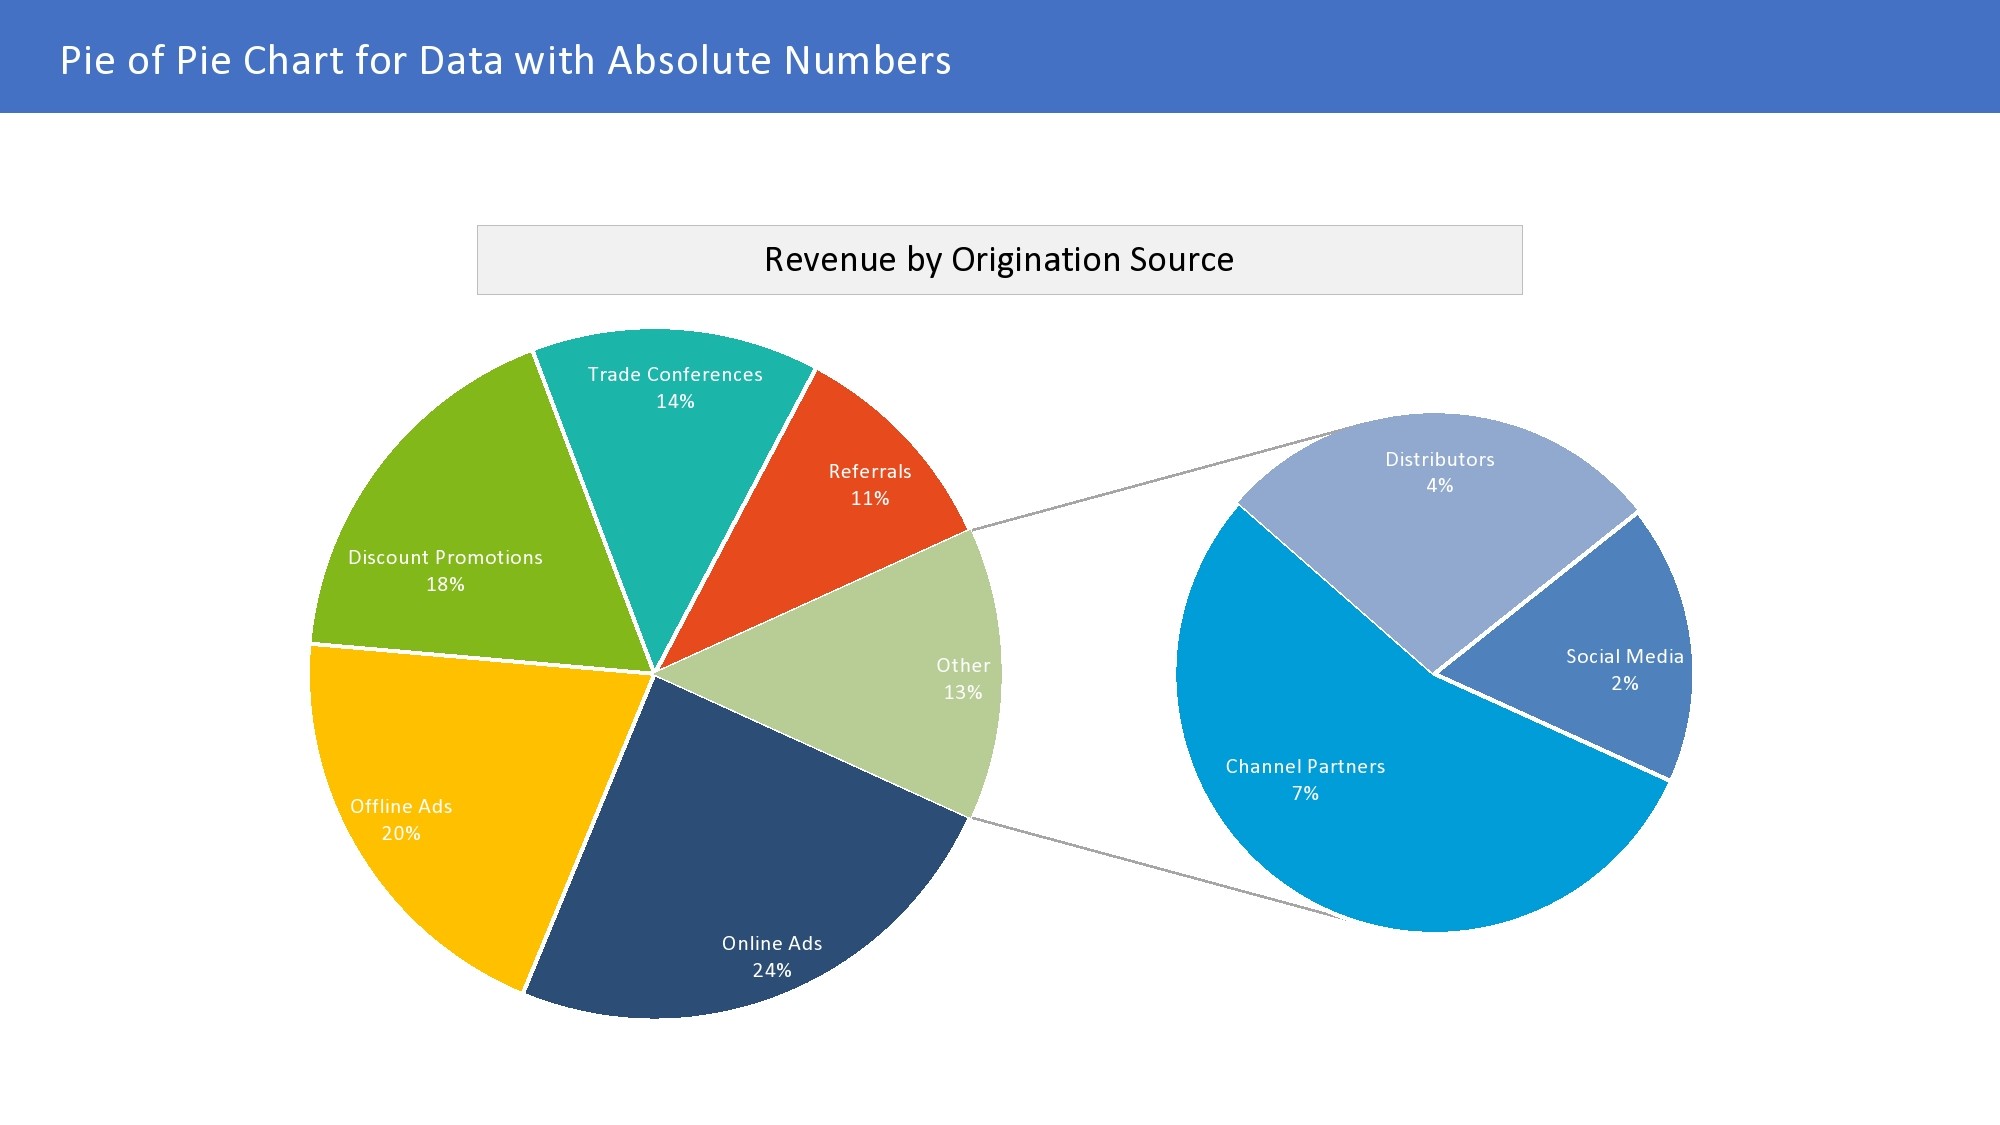 Pie of Pie Chart for Data with Absolute Numbers
Revenue by Origination Source
Trade Conferences
14%
Referrals
11%
Discount Promotions
18%
Other
13%
Offline Ads
20%
Online Ads
24%
Distributors
4%
Social Media
2%
Channel Partners
7%